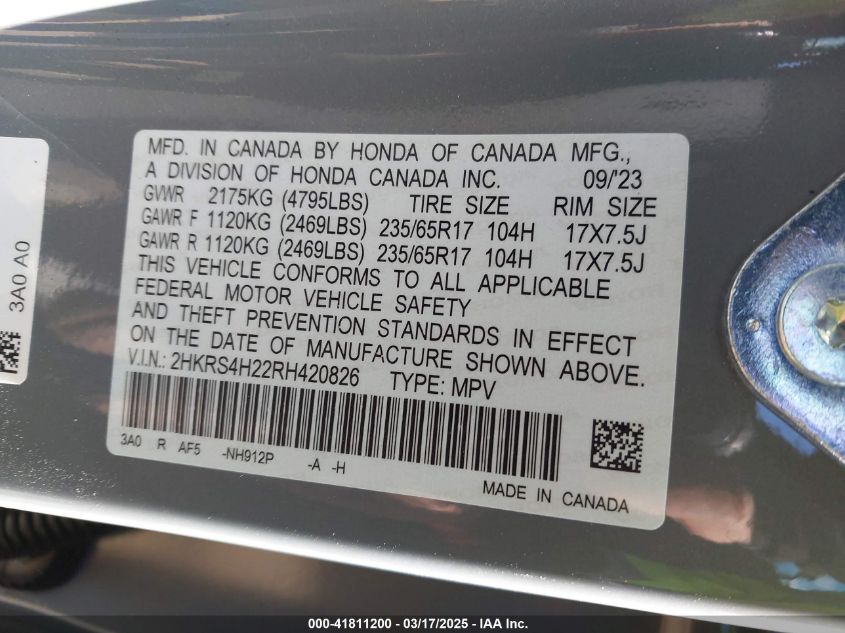 3A0 A0
MFD. IN CANADA BY HONDA OF CANADA MFG.,
A DIVISION OF HONDA CANADA INC. 09/'23
GVWR 2175KG (4795LBS) TIRE SIZE RIM SIZE
GAWR F 1120KG (2469LBS) 235/65R17 104H 17X7.5J
GAWR R 1120KG (2469LBS) 235/65R17 104H 17X7.5J
THIS VEHICLE CONFORMS TO ALL APPLICABLE
FEDERAL MOTOR VEHICLE SAFETY
AND THEFT PREVENTION STANDARDS IN EFFECT
ON THE DATE OF MANUFACTURE SHOWN ABOVE.
V.I.N.: 2HKRS4H22RH420826 TYPE: MPV
3A0 R AF5 -NH912P -A -H
MADE IN CANADA
000-41811200 / 03/17/2025 - IAA Inc.